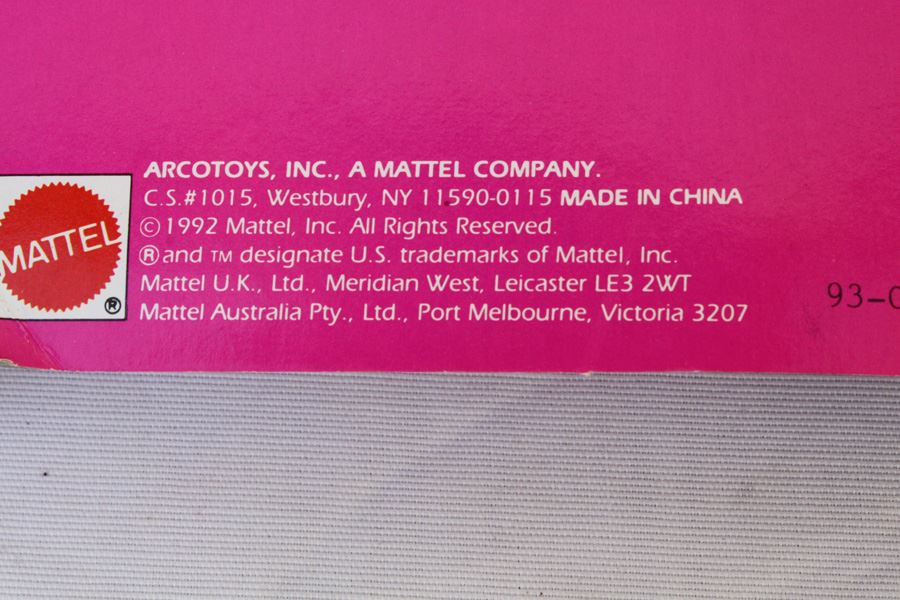 ARCOTOYS, INC., A MATTEL COMPANY.
C.S.#1015, Westbury, NY 11590-0115 MADE IN CHINA
©1992 Mattel, Inc. All Rights Reserved.
® and TM designate U.S. trademarks of Mattel, Inc.
Mattel U.K., Ltd., Meridian West, Leicaster LE3 2WT
Mattel Australia Pty., Ltd., Port Melbourne, Victoria 3207
MATTEL ®
93-0